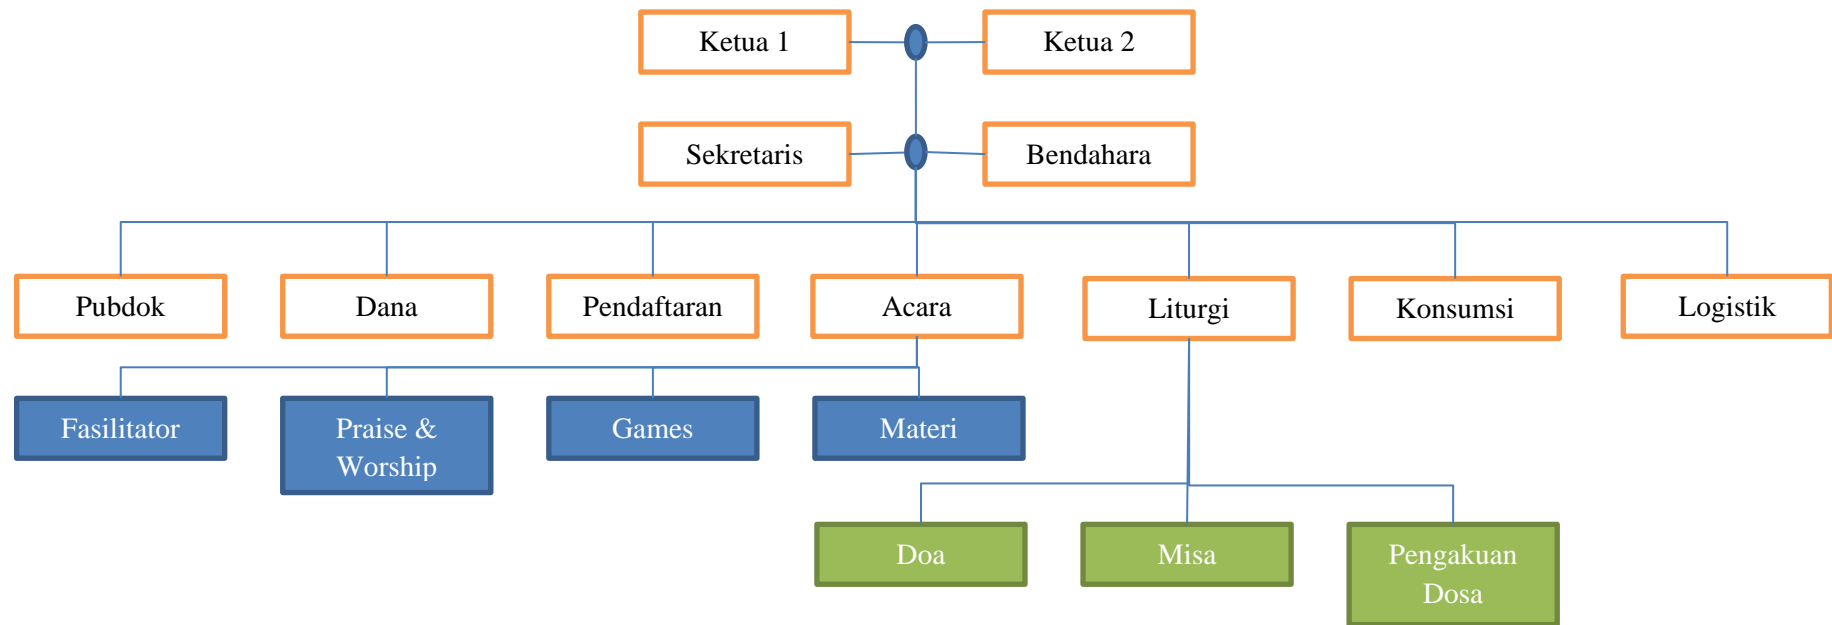 Ketua 1
Ketua 2
Sekretaris
Bendahara
Pubdok
Dana
Pendaftaran
Acara
Liturgi
Konsumsi
Logistik
Fasilitator
Praise &
Worship
Games
Materi
Doa
Misa
Pengakuan
Dosa